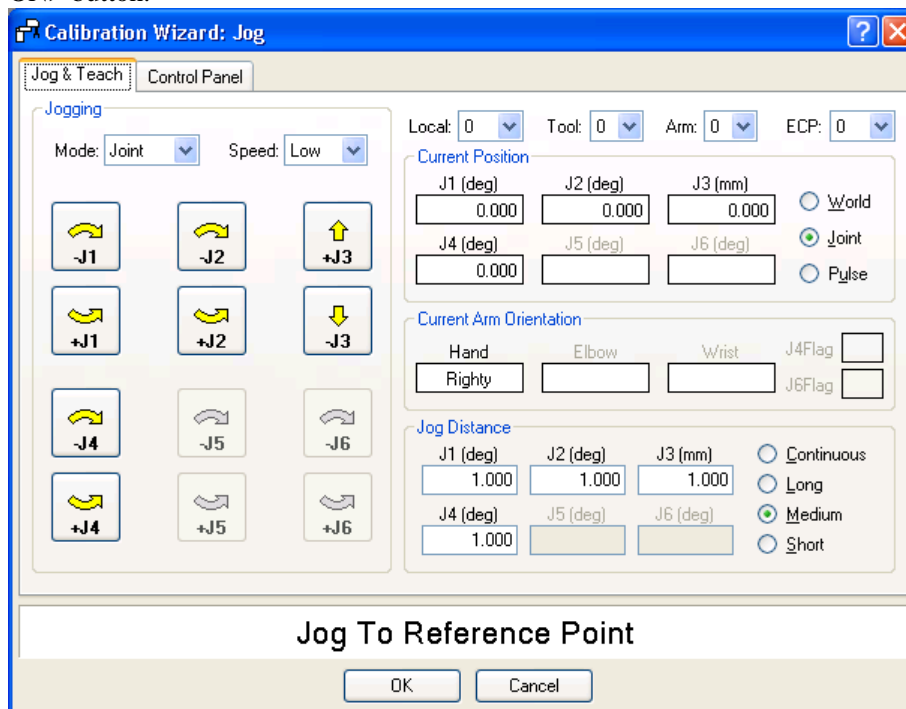 Calibration Wizard: Jog
Jog & Teach Control Panel
Jogging
Mode: Joint Speed: Low
-J1 -J2 +J3
+J1 +J2 -J3
-J4 -J5 -J6
+J4 +J5 +J6
Local: 0 Tool: 0 Arm: 0 ECP: 0
Current Position
J1 (deg) J2 (deg) J3 (mm)
0.000 0.000 0.000
J4 (deg) J5 (deg) J6 (deg)
0.000
World
Joint
Pulse
Current Arm Orientation
Hand Elbow Wrist J4Flag
Righty J6Flag
Jog Distance
J1 (deg) J2 (deg) J3 (mm)
1.000 1.000 1.000
J4 (deg) J5 (deg) J6 (deg)
1.000
Continuous
Long
Medium
Short
Jog To Reference Point
OK Cancel